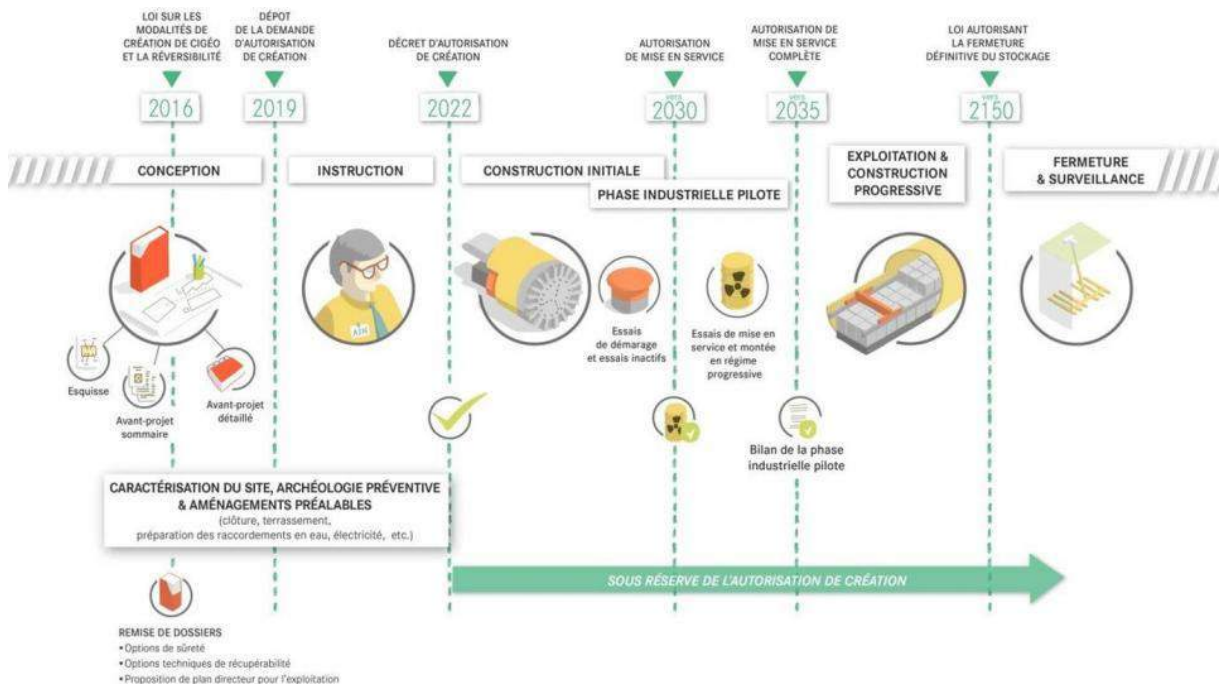 LOI SUR LES
MODALITÉS DE
CRÉATION DE CIGÉO
ET LA RÉVERSIBILITÉ
2016
DÉPOT
DE LA DEMANDE
D'AUTORISATION
DE CRÉATION
2019
DÉCRET D'AUTORISATION
DE CRÉATION
2022
AUTORISATION
DE MISE EN SERVICE
vers
2030
AUTORISATION DE
MISE EN SERVICE
COMPLÈTE
vers
2035
LOI AUTORISANT
LA FERMETURE
DÉFINITIVE DU STOCKAGE
vers
2150
CONCEPTION
INSTRUCTION
CONSTRUCTION INITIALE
PHASE INDUSTRIELLE PILOTE
EXPLOITATION &
CONSTRUCTION
PROGRESSIVE
FERMETURE
& SURVEILLANCE
Esquisse
Avant-projet
sommaire
Avant-projet
détaillé
Essais
de démarage
et essais inactifs
Essais de mise en
service et montée
en régime
progressive
Bilan de la phase
industrielle pilote
CARACTÉRISATION DU SITE, ARCHÉOLOGIE PRÉVENTIVE
& AMÉNAGEMENTS PRÉALABLES
(clôture, terrassement,
préparation des raccordements en eau, électricité, etc.)
SOUS RÉSERVE DE L'AUTORISATION DE CRÉATION
REMISE DE DOSSIERS
▪ Options de sûreté
▪ Options techniques de récupérabilité
▪ Proposition de plan directeur pour l'exploitation